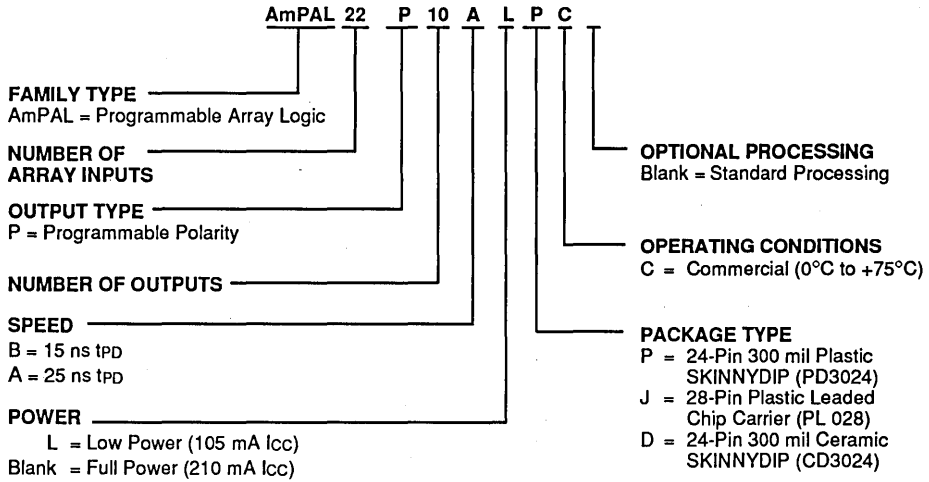 AmPAL 22 P 10 A L P C
FAMILY TYPE
AmPAL = Programmable Array Logic
NUMBER OF
ARRAY INPUTS
OUTPUT TYPE
P = Programmable Polarity
NUMBER OF OUTPUTS
SPEED
B = 15 ns tPD
A = 25 ns tPD
POWER
L = Low Power (105 mA ICC)
Blank = Full Power (210 mA ICC)
OPTIONAL PROCESSING
Blank = Standard Processing
OPERATING CONDITIONS
C = Commercial (0°C to +75°C)
PACKAGE TYPE
P = 24-Pin 300 mil Plastic
SKINNYDIP (PD3024)
J = 28-Pin Plastic Leaded
Chip Carrier (PL 028)
D = 24-Pin 300 mil Ceramic
SKINNYDIP (CD3024)